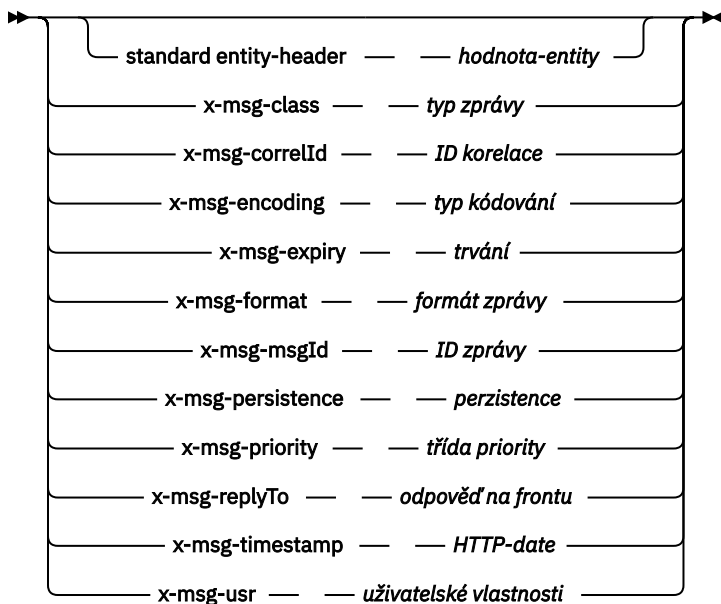 standard entity-header hodnota-entity
x-msg-class typ zprávy
x-msg-correlId ID korelace
x-msg-encoding typ kódování
x-msg-expiry trvání
x-msg-format formát zprávy
x-msg-msgId ID zprávy
x-msg-persistence perzistence
x-msg-priority třída priority
x-msg-replyTo odpověď na frontu
x-msg-timestamp HTTP-date
x-msg-usr uživatelské vlastnosti